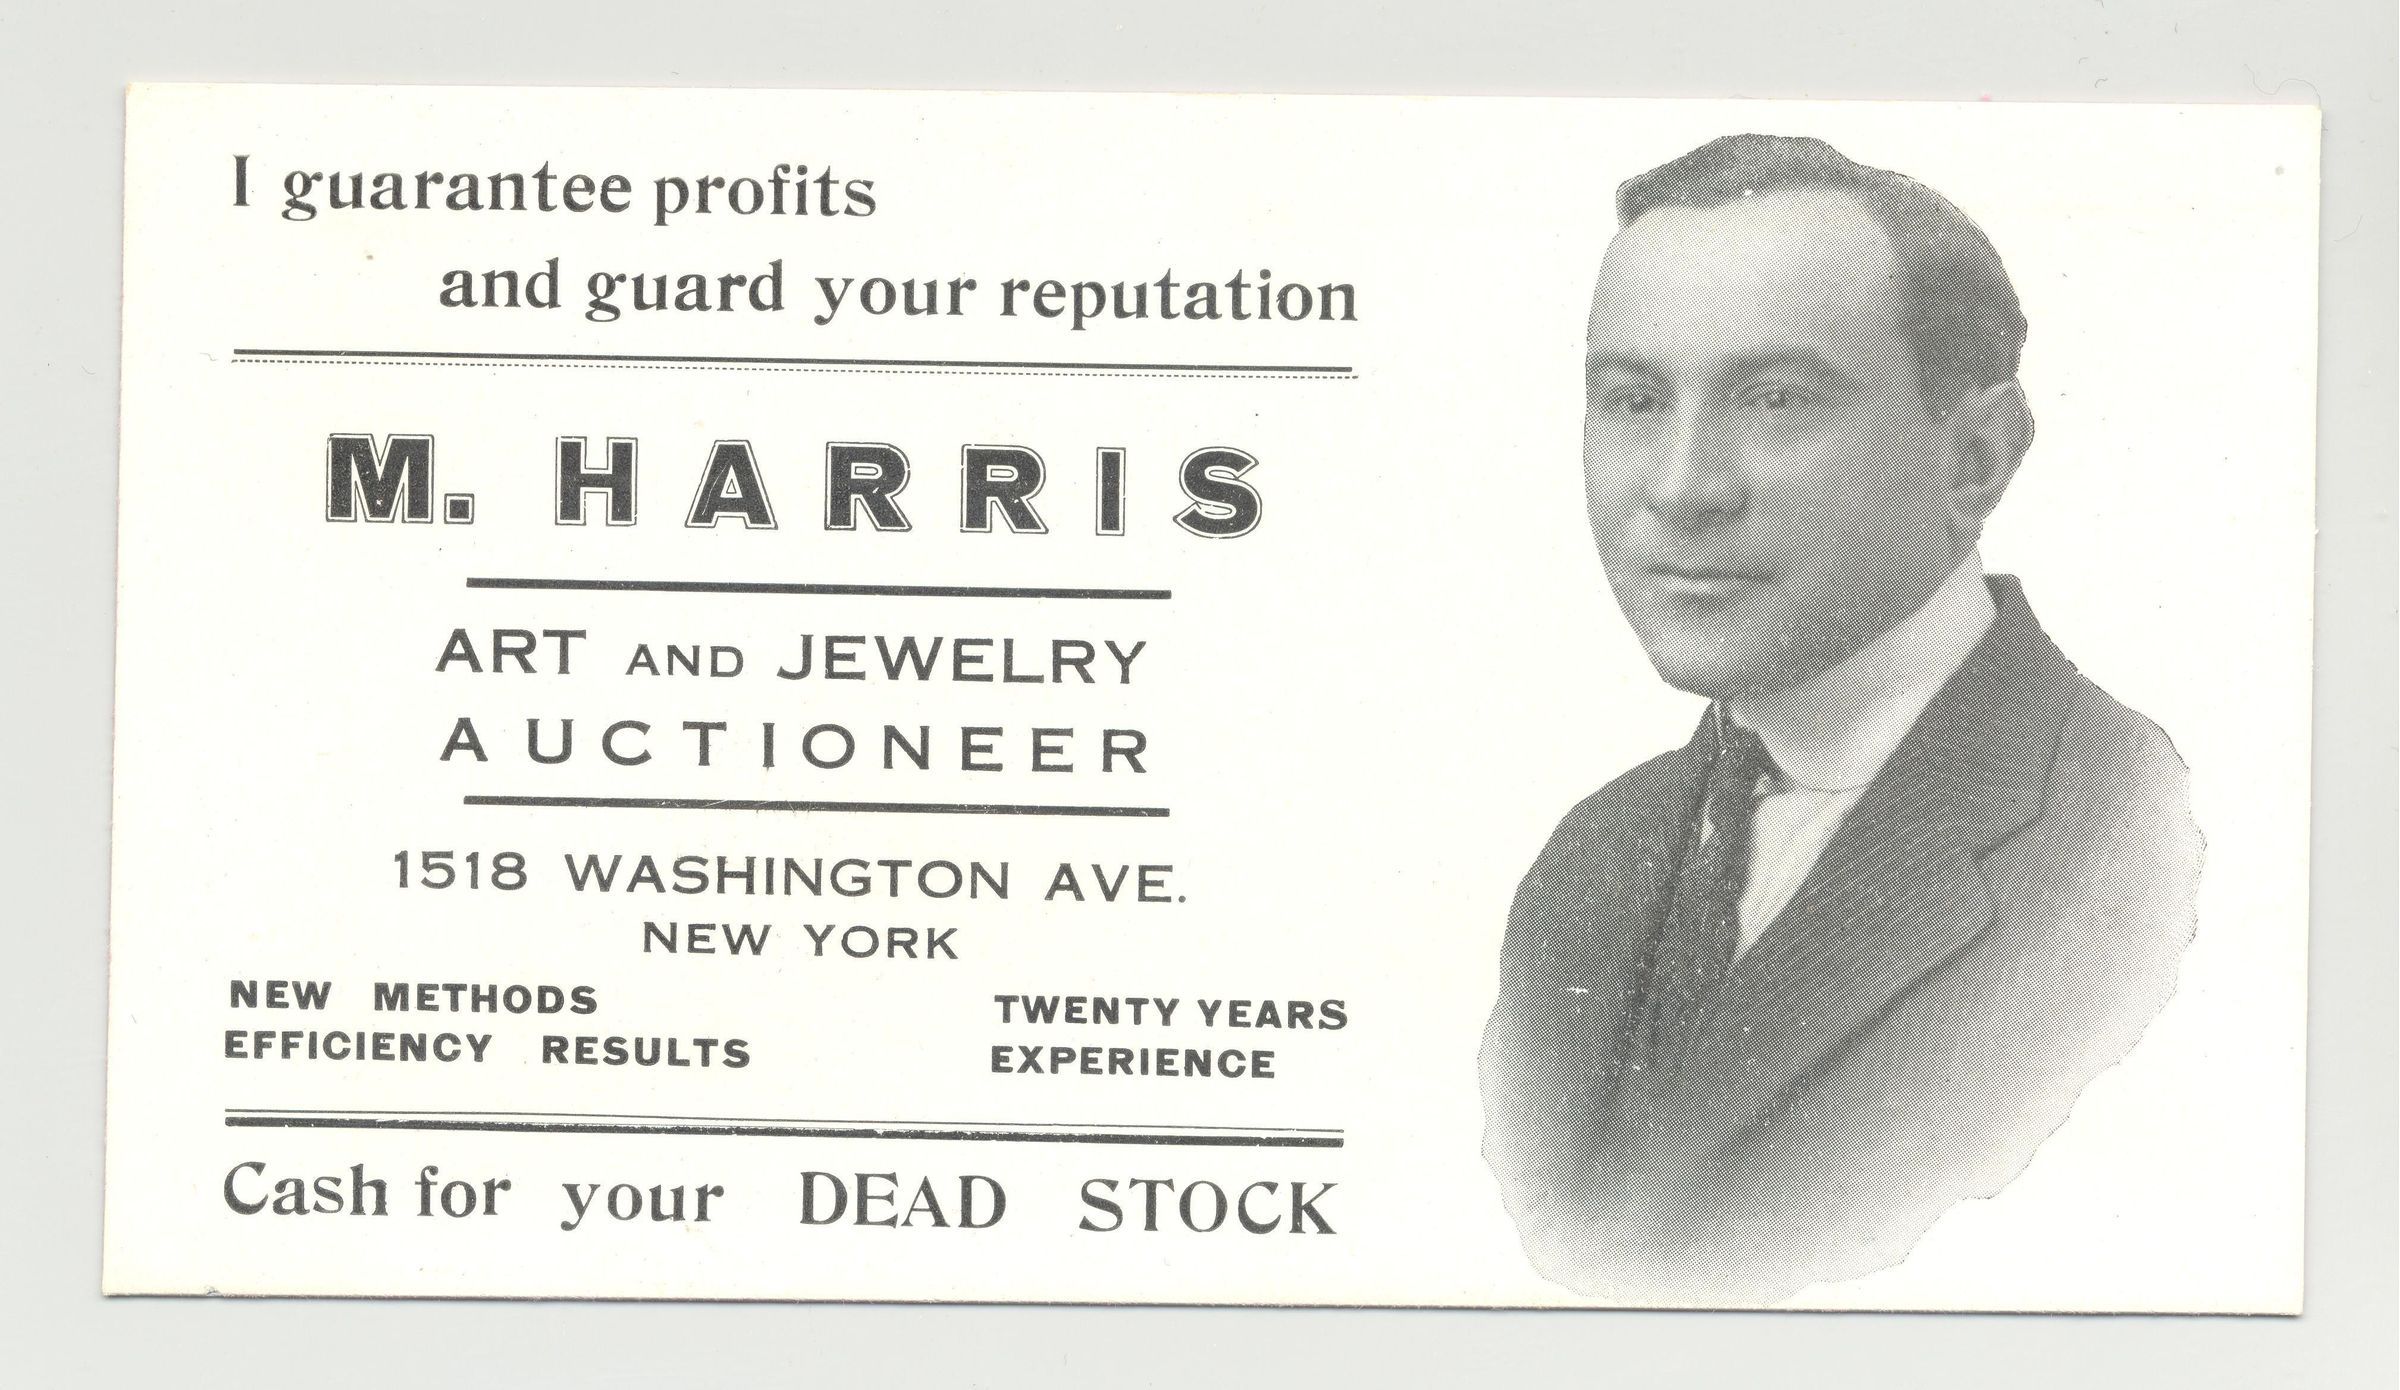 I guarantee profits
and guard your reputation
M. HARRIS
ART AND JEWELRY
AUCTIONEER
1518 WASHINGTON AVE.
NEW YORK
NEW METHODS
EFFICIENCY RESULTS
TWENTY YEARS
EXPERIENCE
Cash for your DEAD STOCK